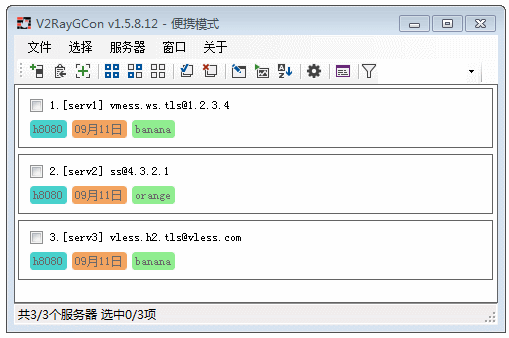 V2RayGCon v1.5.8.12 - 便携模式
文件 选择 服务器 窗口 关于
1.[serv1] vmess.ws.tls@1.2.3.4
h8080 09月11日 banana
2.[serv2] ss@4.3.2.1
h8080 09月11日 orange
3.[serv3] vless.h2.tls@vless.com
h8080 09月11日 banana
共3/3个服务器 选中0/3项